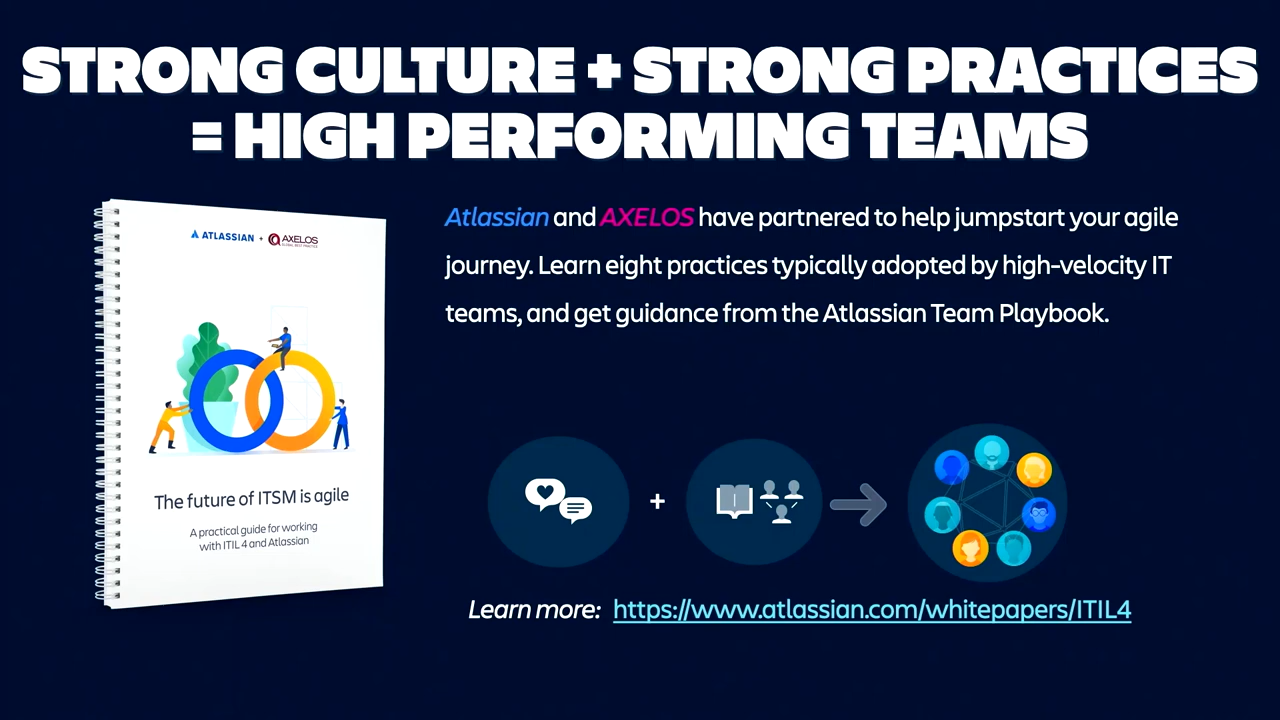 STRONG CULTURE + STRONG PRACTICES
= HIGH PERFORMING TEAMS
ATLASSIAN + AXELOS
GLOBAL BEST PRACTICE
The future of ITSM is agile
A practical guide for working
with ITIL 4 and Atlassian
Atlassian and AXELOS have partnered to help jumpstart your agile
journey. Learn eight practices typically adopted by high-velocity IT
teams, and get guidance from the Atlassian Team Playbook.
+
Learn more: https://www.atlassian.com/whitepapers/ITIL4